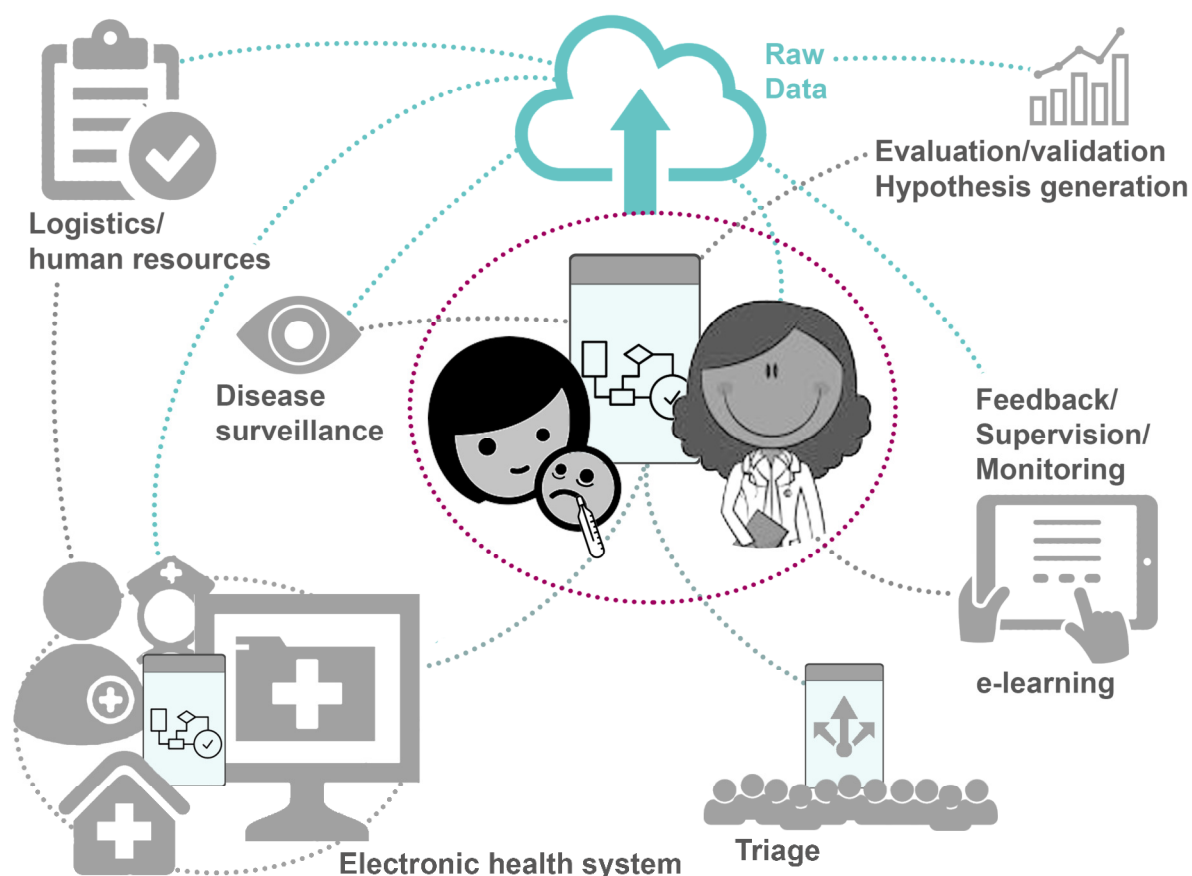 Raw
Data
Evaluation/validation
Hypothesis generation
Logistics/
human resources
Disease
surveillance
Feedback/
Supervision/
Monitoring
e-learning
Triage
Electronic health system